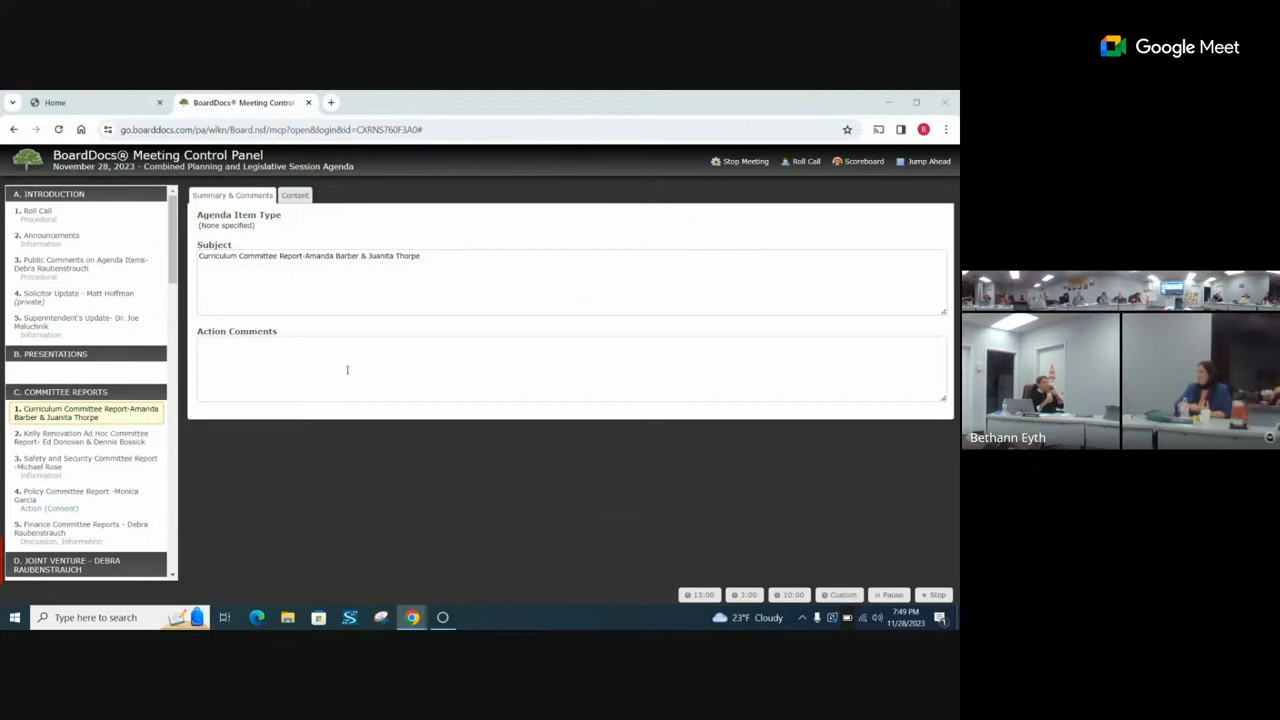 Google Meet
Home
BoardDocs® Meeting Control
go.boarddocs.com/pa/wlkn/Board.nsf/mcp?open&login&id=CXRNS760F3A0#
B
BoardDocs® Meeting Control Panel
November 28, 2023 - Combined Planning and Legislative Session Agenda
Stop Meeting
Roll Call
Scoreboard
Jump Ahead
A. INTRODUCTION
1. Roll Call
Procedural
2. Announcements
Information
3. Public Comments on Agenda Items-
Debra Raubenstrauch
Procedural
4. Solicitor Update - Matt Hoffman
(private)
5. Superintendent's Update- Dr. Joe
Maluchnik
Information
B. PRESENTATIONS
C. COMMITTEE REPORTS
1. Curriculum Committee Report-Amanda
Barber & Juanita Thorpe
2. Kelly Renovation Ad Hoc Committee
Report- Ed Donovan & Dennis Bossick
3. Safety and Security Committee Report
-Michael Rose
Information
4. Policy Committee Report -Monica
Garcia
Action (Consent)
5. Finance Committee Reports - Debra
Raubenstrauch
Discussion, Information
D. JOINT VENTURE - DEBRA
RAUBENSTRAUCH
Summary & Comments
Content
Agenda Item Type
(None specified)
Subject
Curriculum Committee Report-Amanda Barber & Juanita Thorpe
Action Comments
13:00
3:00
10:00
Custom
Pause
Stop
Type here to search
23°F Cloudy
7:49 PM
11/28/2023
1
Bethann Eyth